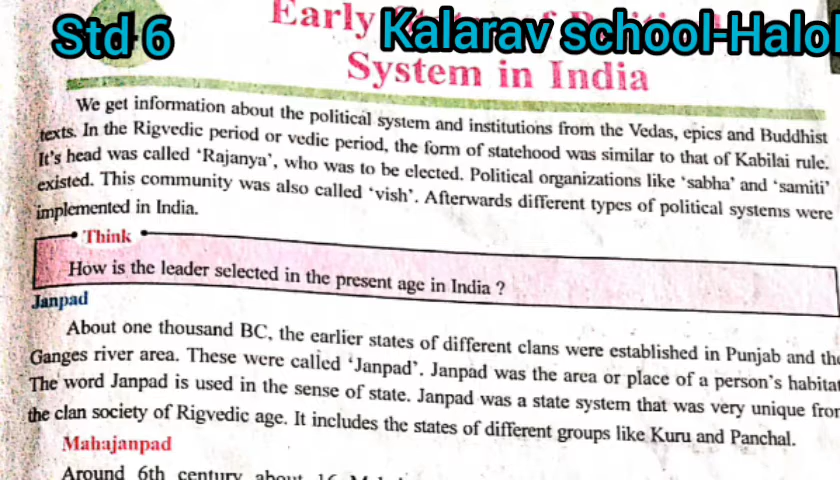 Std 6
Kalarav school-Halol
Early
System in India
We get information about the political system and institutions from the Vedas, epics and Buddhist
texts. In the Rigvedic period or vedic period, the form of statehood was similar to that of Kabilai rule.
It's head was called 'Rajanya', who was to be elected. Political organizations like 'sabha' and 'samiti'
existed. This community was also called 'vish'. Afterwards different types of political systems were
implemented in India.
Think
How is the leader selected in the present age in India ?
Janpad
About one thousand BC, the earlier states of different clans were established in Punjab and the
Ganges river area. These were called 'Janpad'. Janpad was the area or place of a person's habitat
The word Janpad is used in the sense of state. Janpad was a state system that was very unique from
the clan society of Rigvedic age. It includes the states of different groups like Kuru and Panchal.
Mahajanpad
Around 6th century about 16